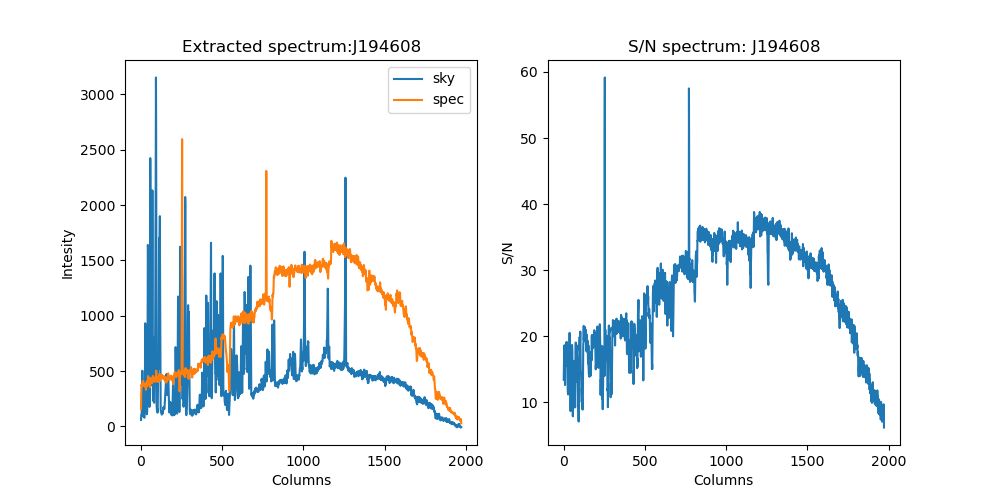 Extracted spectrum:J194608
Intesity
3000
2500
2000
1500
1000
500
0
0 500 1000 1500 2000
Columns
sky
spec
S/N spectrum: J194608
S/N
60
50
40
30
20
10
0 500 1000 1500 2000
Columns